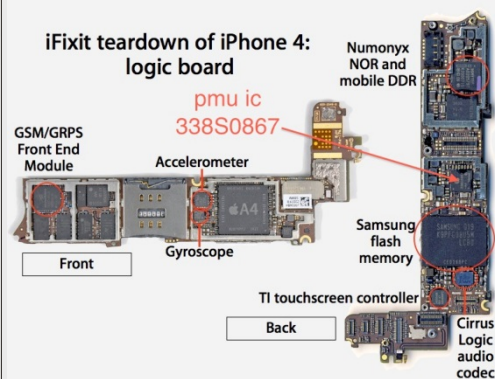 iFixit teardown of iPhone 4:
logic board
Numonyx
NOR and
mobile DDR
pmu ic
338S0867
GSM/GRPS
Front End
Module
Accelerometer
A4
Gyroscope
Front
Samsung
flash
memory
TI touchscreen controller
Back
Cirrus
Logic
audio
codec